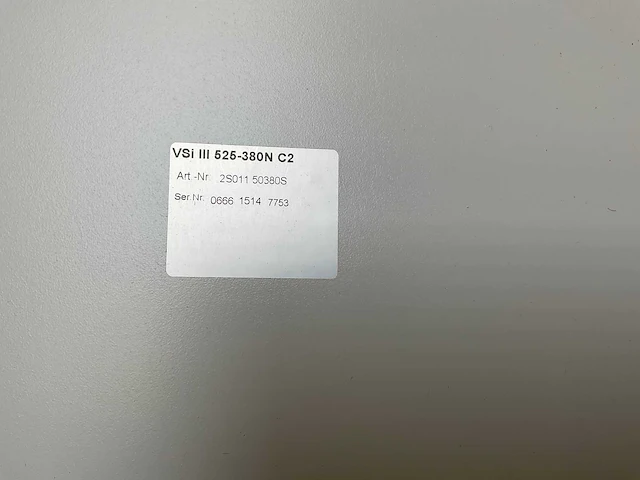 VSi III 525-380N C2
Art -Nr. 2S011 50380S
Ser.Nr. 0666 1514 7753